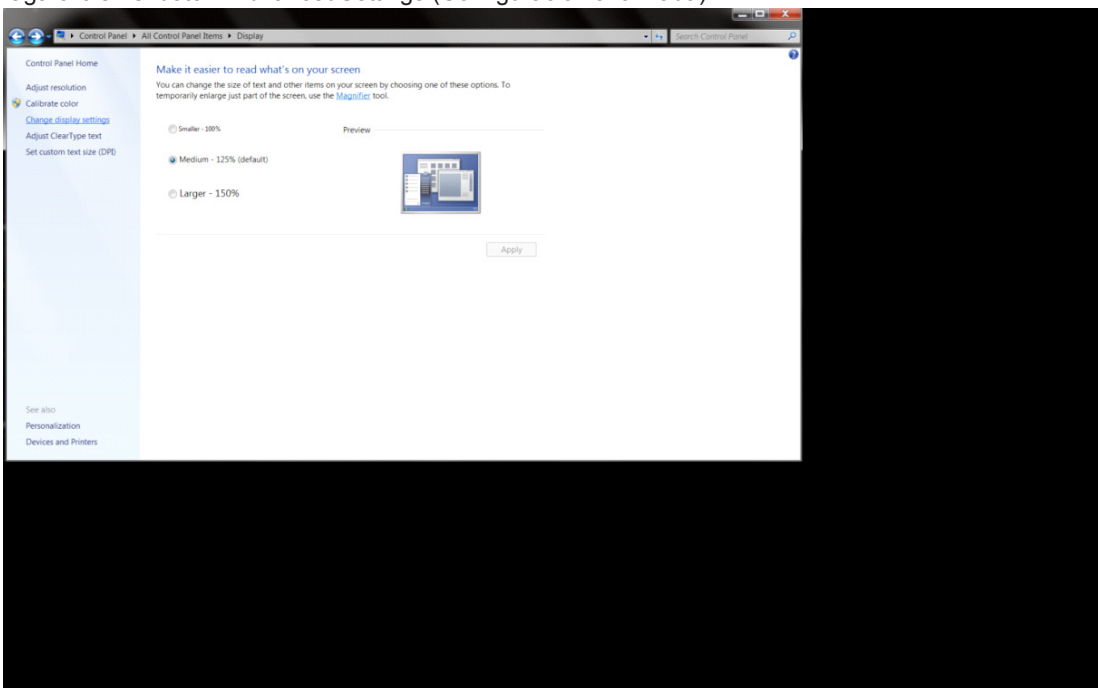 Control Panel ▸ All Control Panel Items ▸ Display
Search Control Panel
Control Panel Home
Adjust resolution
Calibrate color
Change display settings
Adjust ClearType text
Set custom text size (DPI)
See also
Personalization
Devices and Printers
Make it easier to read what's on your screen
You can change the size of text and other items on your screen by choosing one of these options. To
temporarily enlarge just part of the screen, use the Magnifier tool.
Smaller - 100%
Preview
Medium - 125% (default)
Larger - 150%
Apply